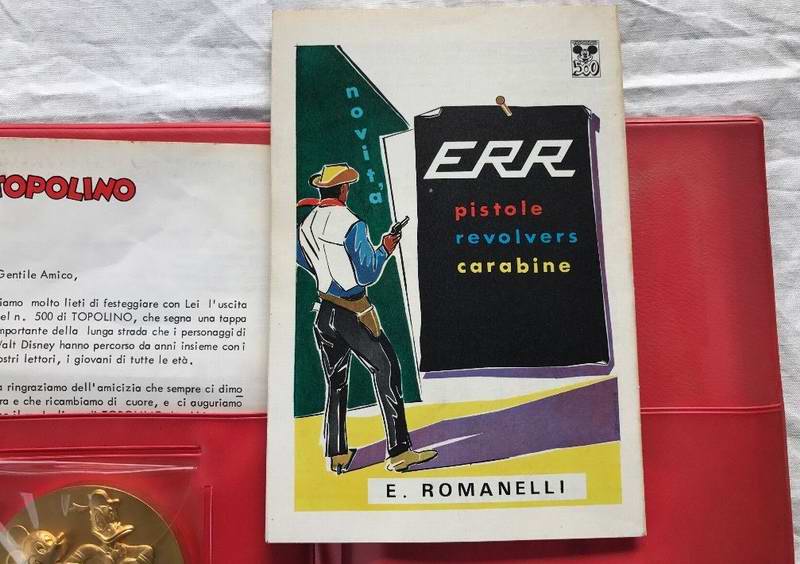 TOPOLINO
Gentile Amico,
iamo molto lieti di festeggiare con Lei l'uscita
el n. 500 di TOPOLINO, che segna una tappa
mportante della lunga strada che i personaggi di
Walt Disney hanno percorso da anni insieme con i
ostri lettori, i giovani di tutte le età.
a ringraziamo dell'amicizia che sempre ci dimo
ra e che ricambiamo di cuore, e ci auguriamo
500
novità
ERR
pistole
revolvers
carabine
E. ROMANELLI